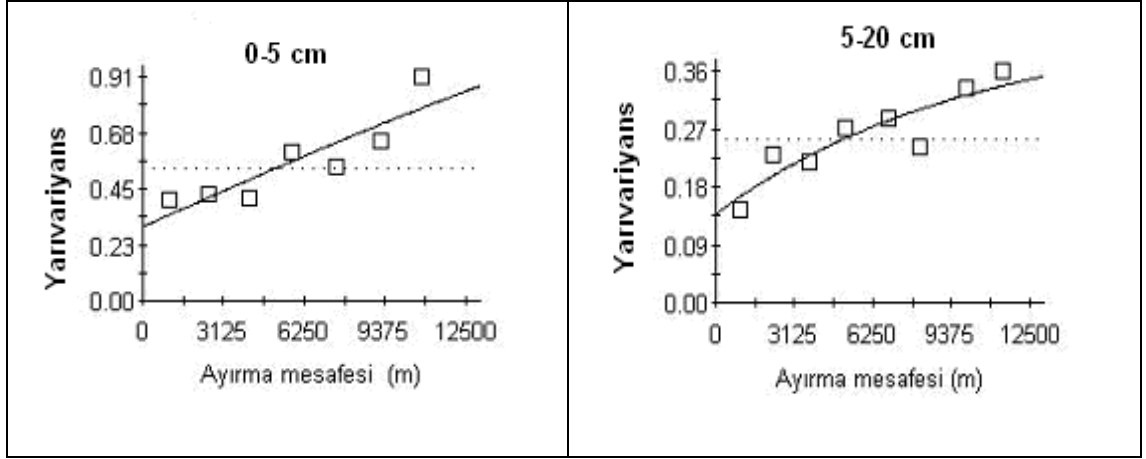 0-5 cm
0.91
0.68
0.45
0.23
0.00
Yarıvariyans
0 3125 6250 9375 12500
Ayırma mesafesi (m)
5-20 cm
0.36
0.27
0.18
0.09
0.00
Yarıvariyans
0 3125 6250 9375 12500
Ayırma mesafesi (m)